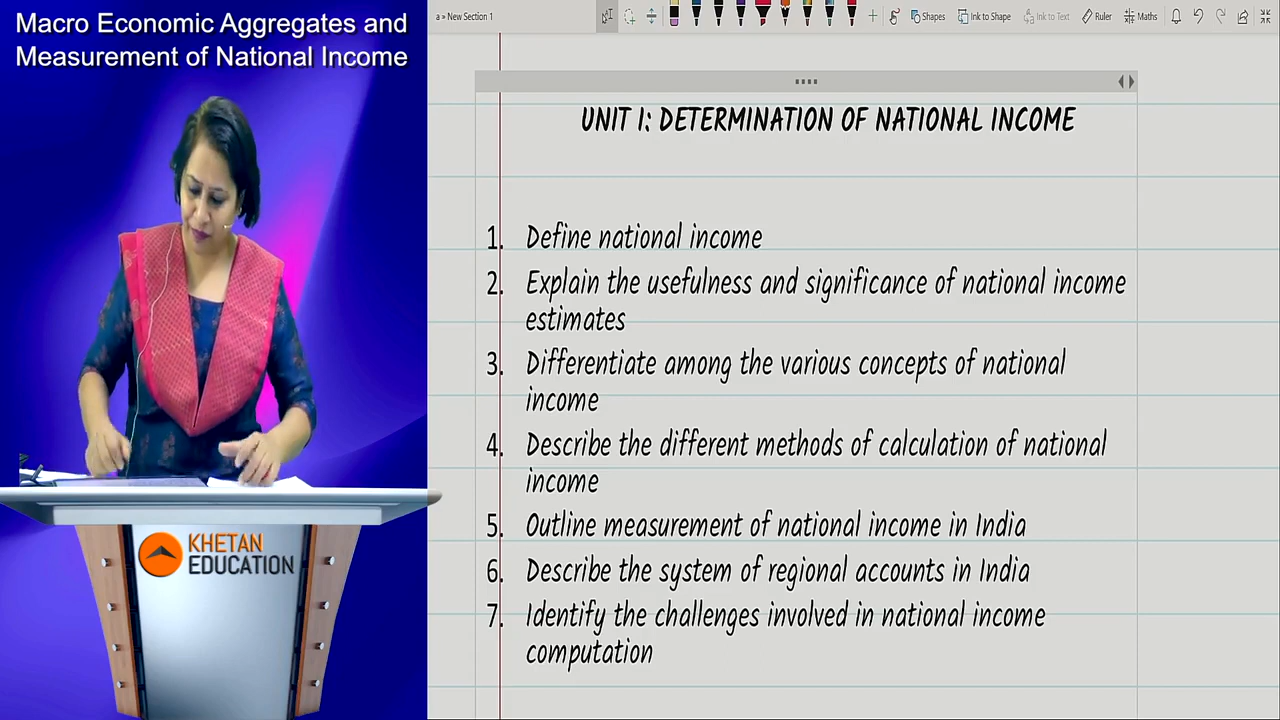 Macro Economic Aggregates and
Measurement of National Income
a » New Section 1
Shapes
Ink to Shape
Ink to Text
Ruler
Maths
UNIT 1: DETERMINATION OF NATIONAL INCOME
1. Define national income
2. Explain the usefulness and significance of national income
estimates
3. Differentiate among the various concepts of national
income
4. Describe the different methods of calculation of national
income
5. Outline measurement of national income in India
6. Describe the system of regional accounts in India
7. Identify the challenges involved in national income
computation
KHETAN
EDUCATION